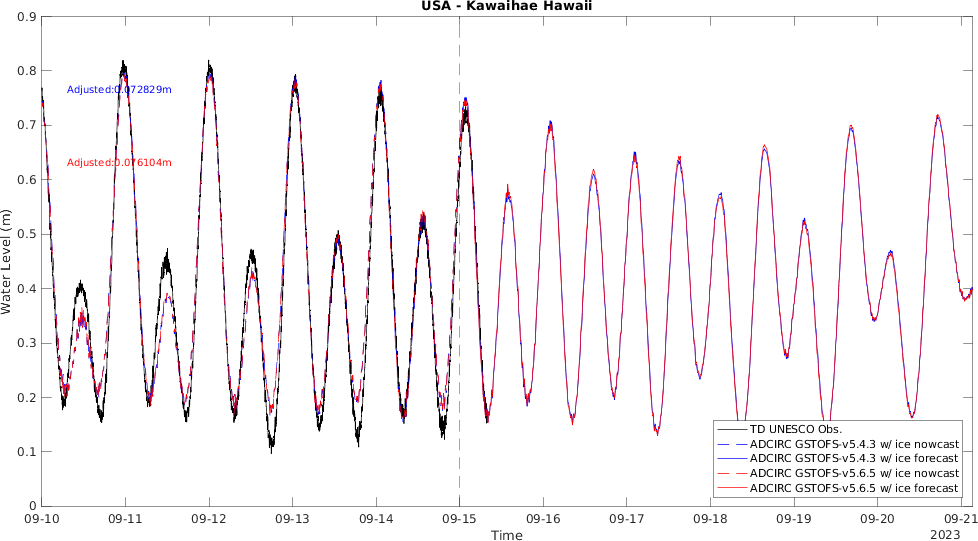 USA - Kawaihae Hawaii
0.9
0.8
0.7
0.6
0.5
0.4
0.3
0.2
0.1
0
Water Level (m)
Adjusted:0.072829m
Adjusted:0.076104m
TD UNESCO Obs.
ADCIRC GSTOFS-v5.4.3 w/ ice nowcast
ADCIRC GSTOFS-v5.4.3 w/ ice forecast
ADCIRC GSTOFS-v5.6.5 w/ ice nowcast
ADCIRC GSTOFS-v5.6.5 w/ ice forecast
09-10 09-11 09-12 09-13 09-14 09-15 09-16 09-17 09-18 09-19 09-20 09-21
Time
2023